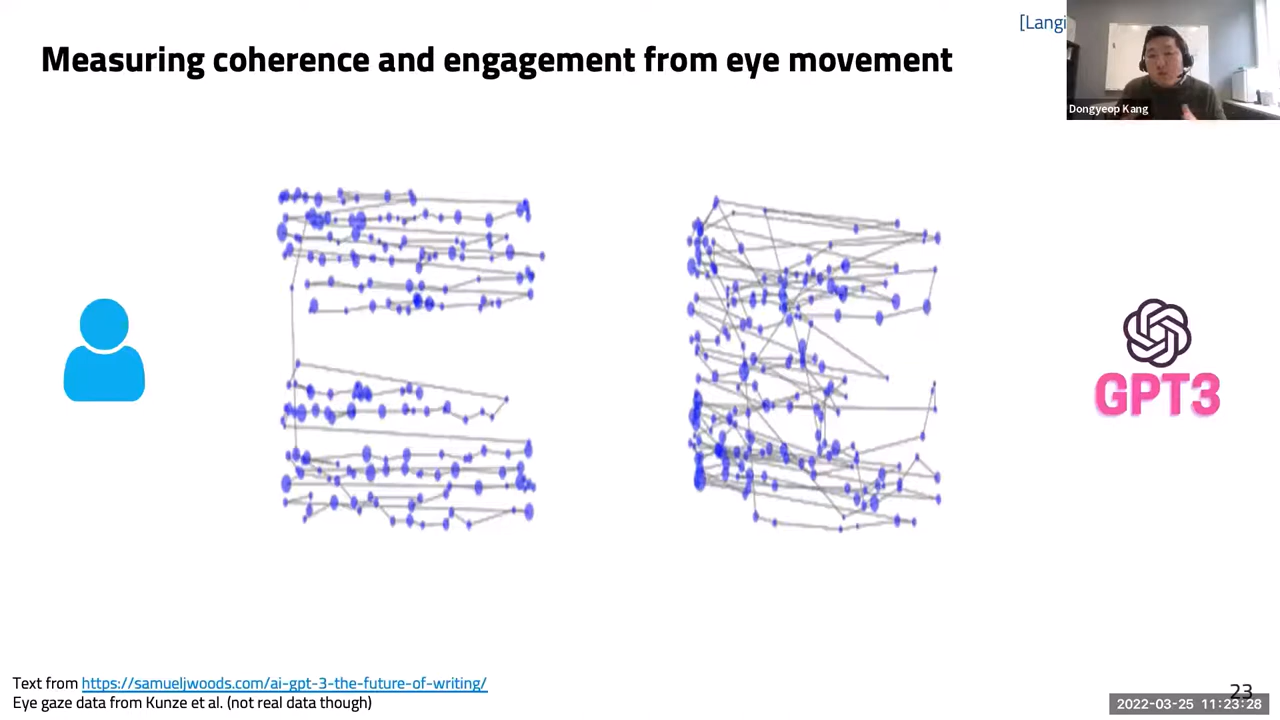 [Langi
Measuring coherence and engagement from eye movement
Dongyeop Kang
GPT3
Text from https://samueljwoods.com/ai-gpt-3-the-future-of-writing/
Eye gaze data from Kunze et al. (not real data though)
23
2022-03-25 11:23:28